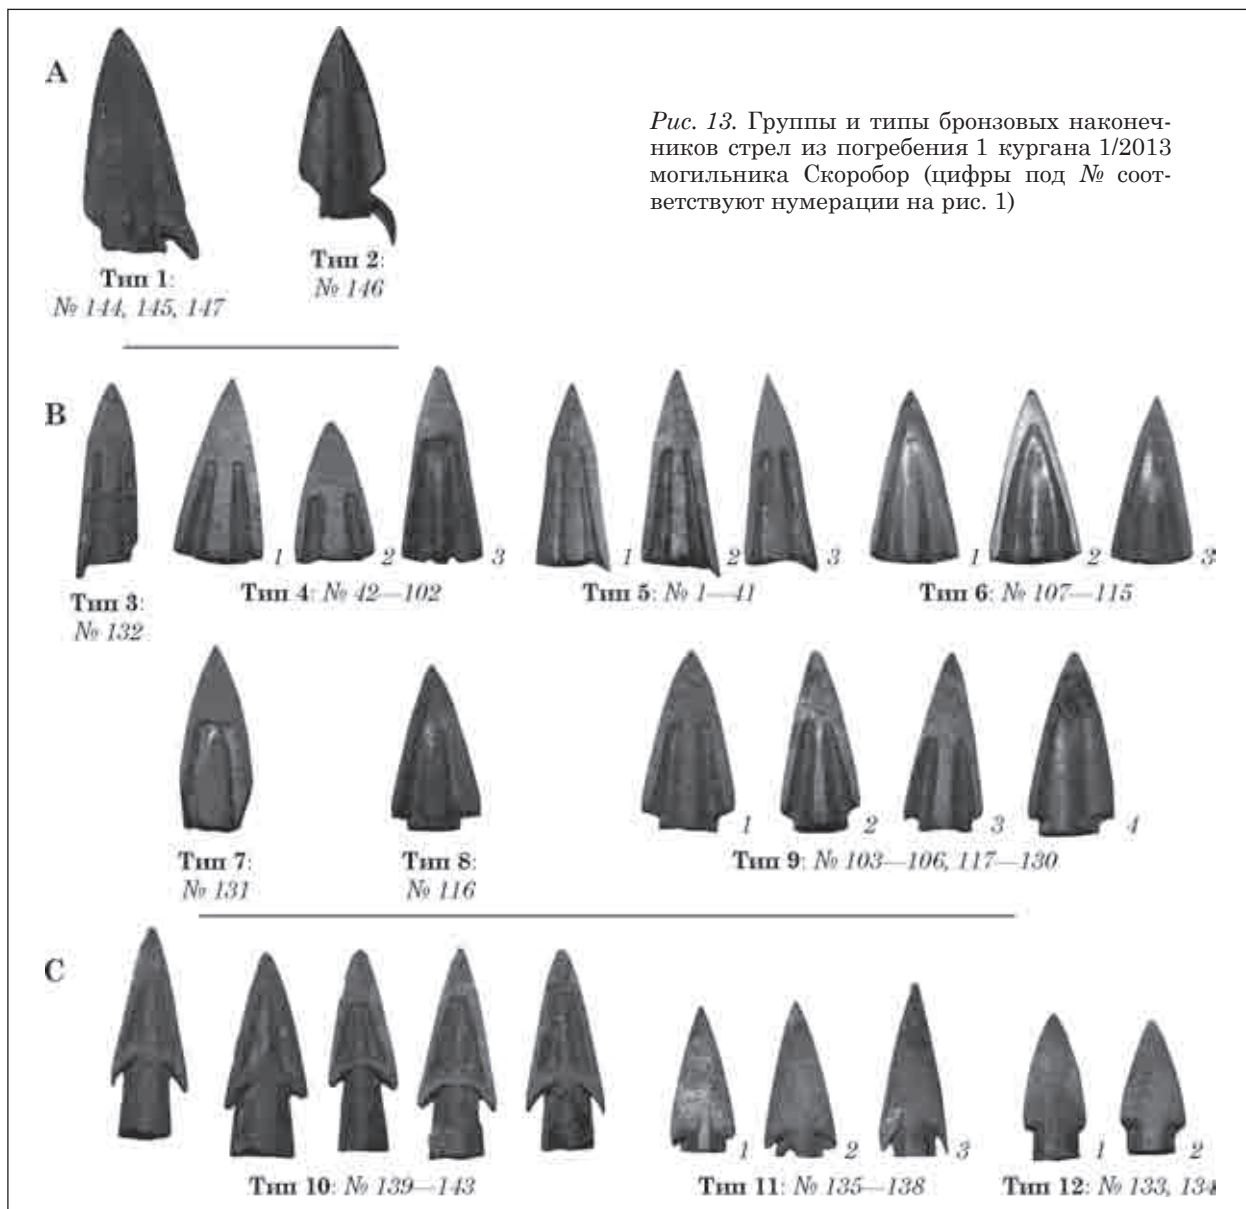 A
Рис. 13. Группы и типы бронзовых наконеч-
ников стрел из погребения 1 кургана 1/2013
могильника Скоробор (цифры под № соот-
ветствуют нумерации на рис. 1)
Тип 1:
№ 144, 145, 147
Тип 2:
№ 146
B
1 2 3 1 2 3 1 2 3
Тип 3:
№ 132
Тип 4: № 42—102
Тип 5: № 1—41
Тип 6: № 107—115
1 2 3 4
Тип 7:
№ 131
Тип 8:
№ 116
Тип 9: № 103—106, 117—130
C
1 2 3 1 2
Тип 10: № 139—143
Тип 11: № 135—138
Тип 12: № 133, 134